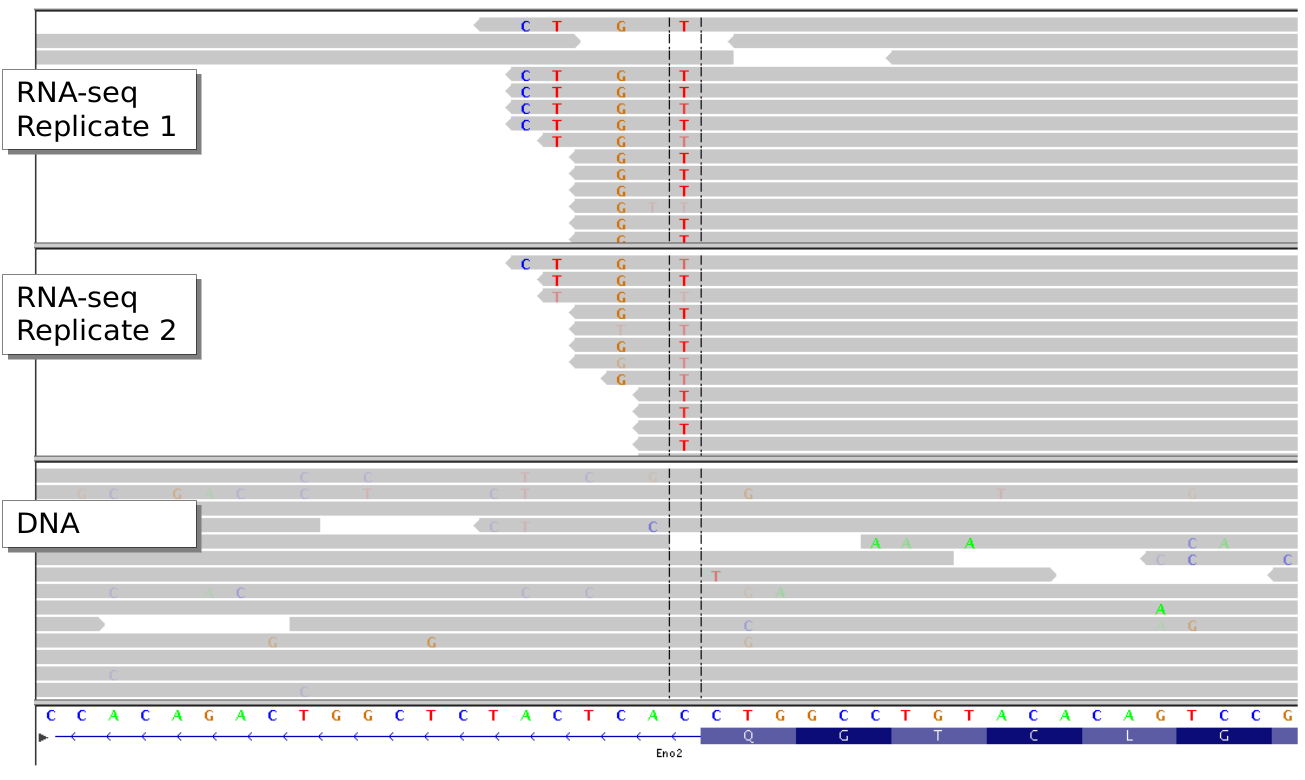 C T G T
RNA-seq
Replicate 1
C T G T
C T G T
C T G T
C T G T
T G T
G T
G T
G T
G T T
G T
G T
RNA-seq
Replicate 2
C T G T
T G T
T G T
G T
T T
G T
G T
G T
T
T
T
T
DNA
C C T C G
G C G A C C T C T G T G
C T C
A A A C A
C C C
T
C A C C C G A
A
C A G
G G G
C
C
C C A C A G A C T G G C T C T A C T C A C C T G G C C T G T A C A C A G T C C G
Q G T C L G
Eno2